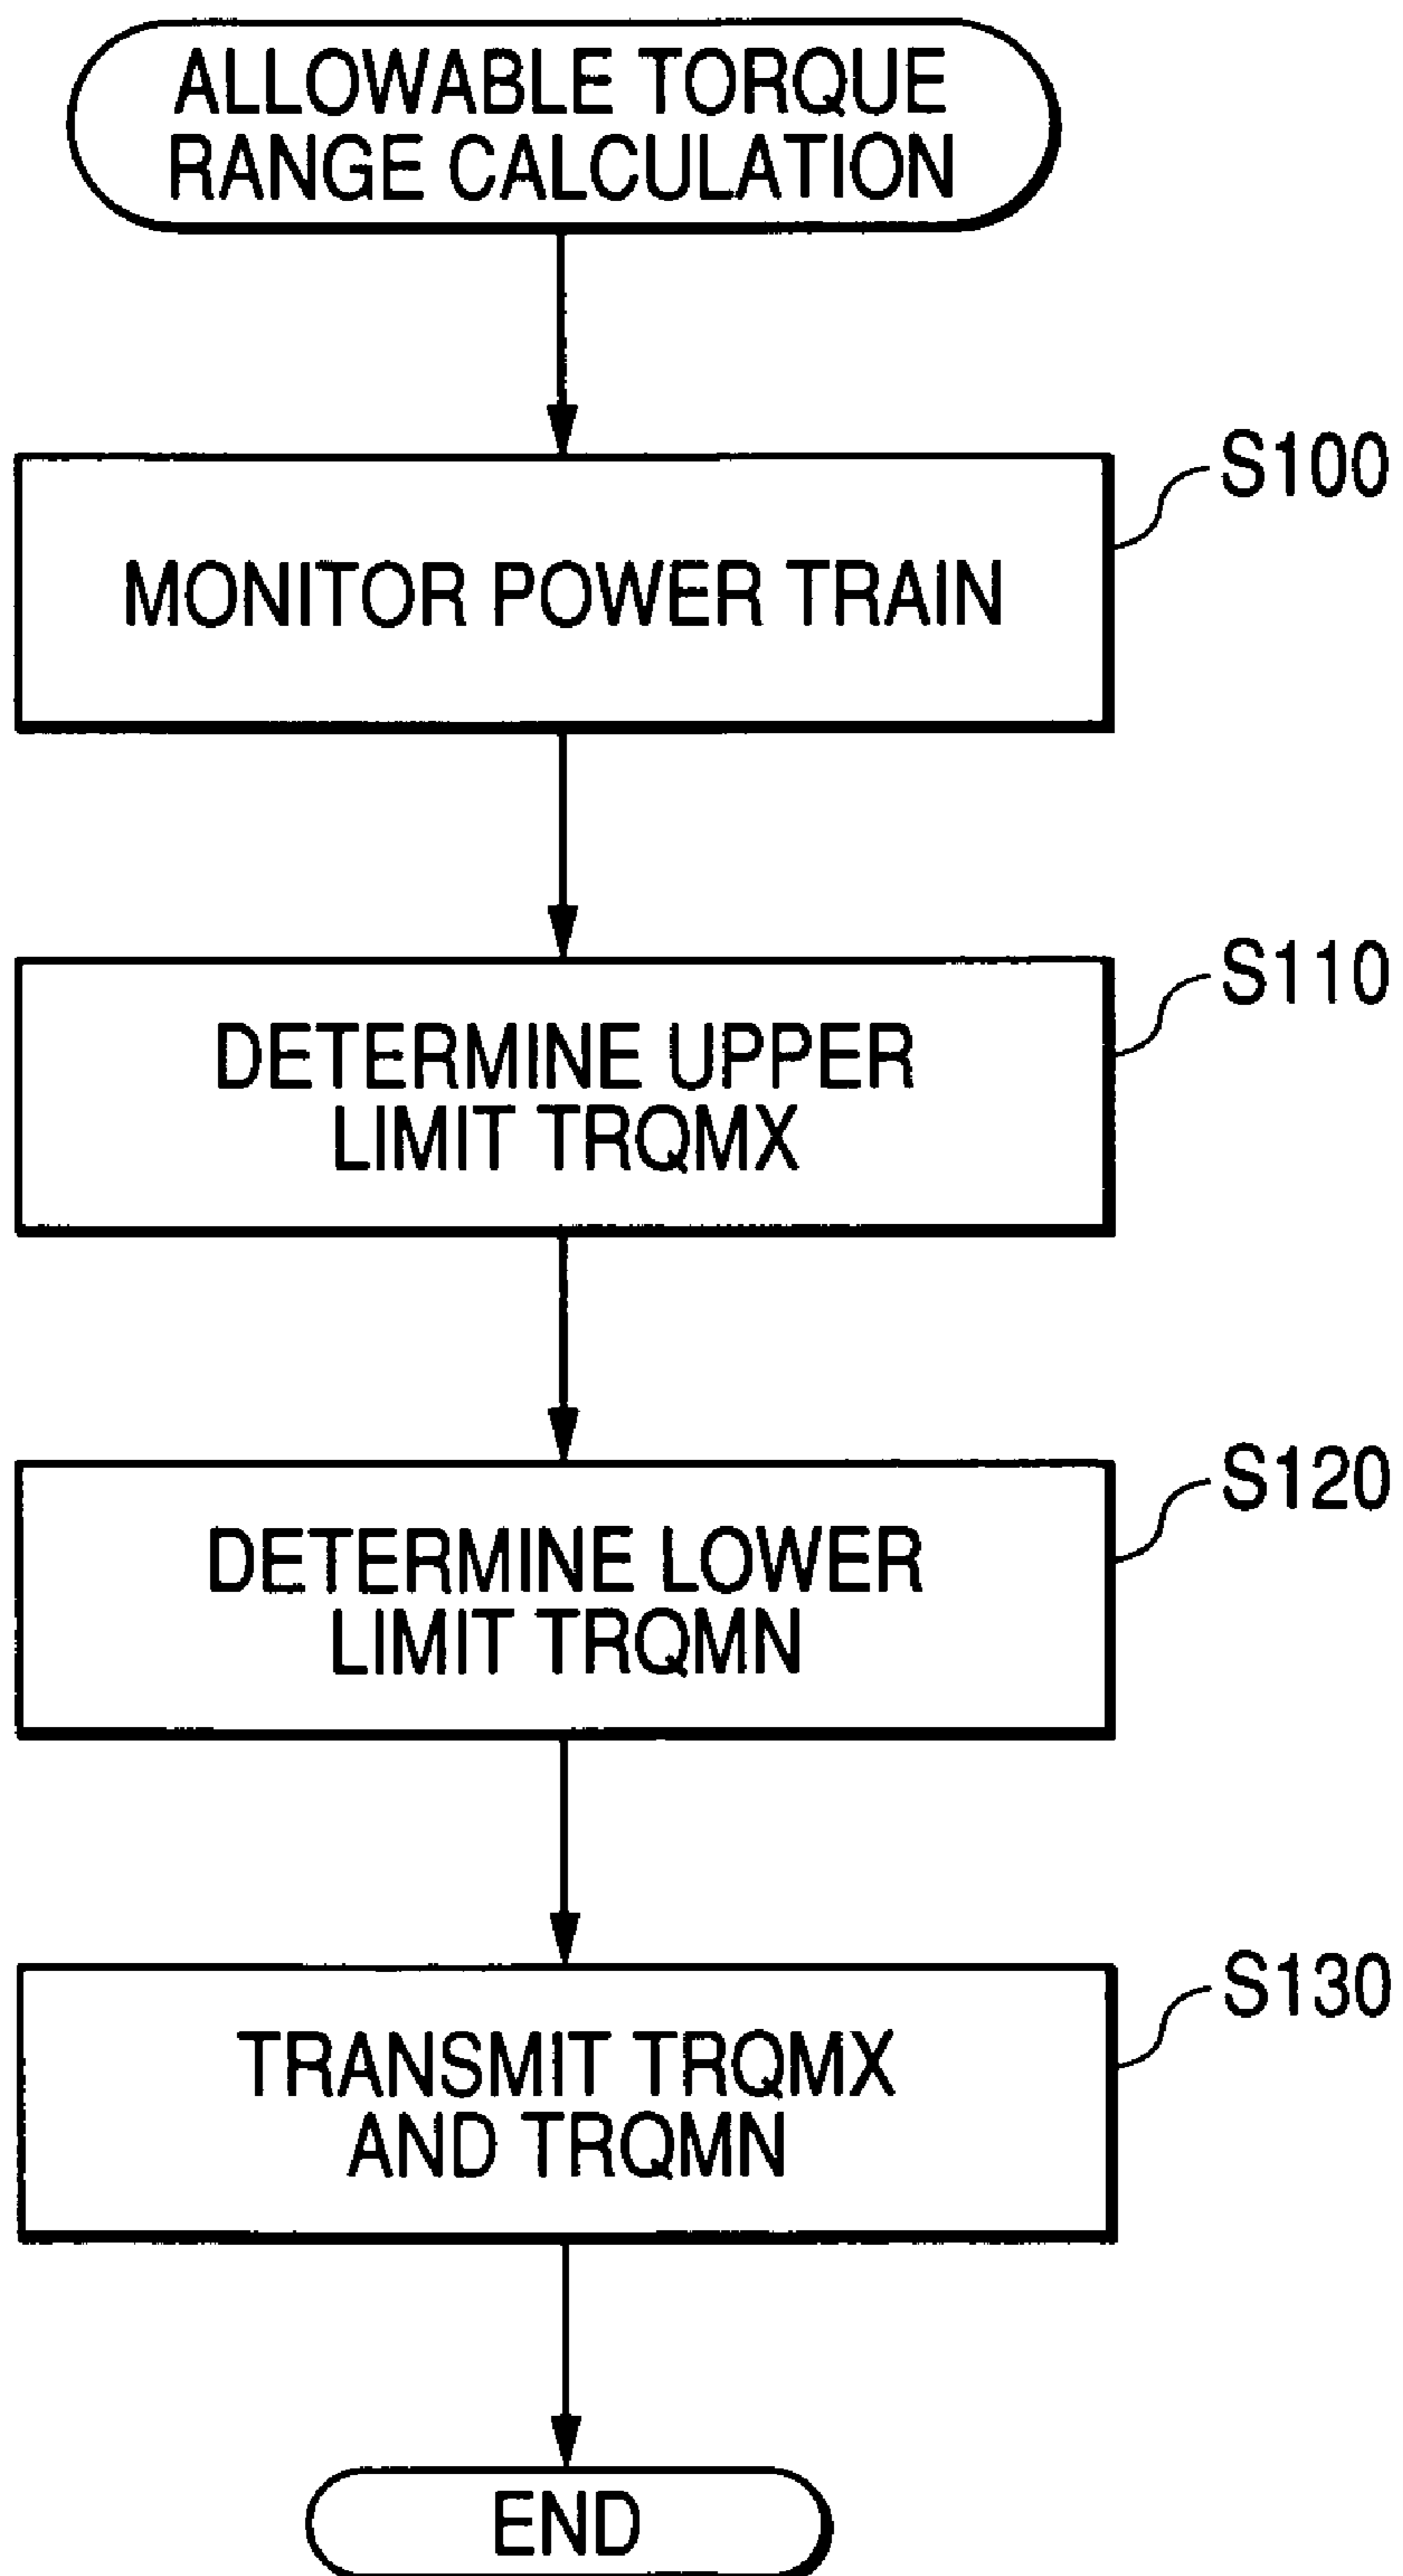 ALLOWABLE TORQUE
RANGE CALCULATION
S100
MONITOR POWER TRAIN
S110
DETERMINE UPPER
LIMIT TRQMX
S120
DETERMINE LOWER
LIMIT TRQMN
S130
TRANSMIT TRQMX
AND TRQMN
END